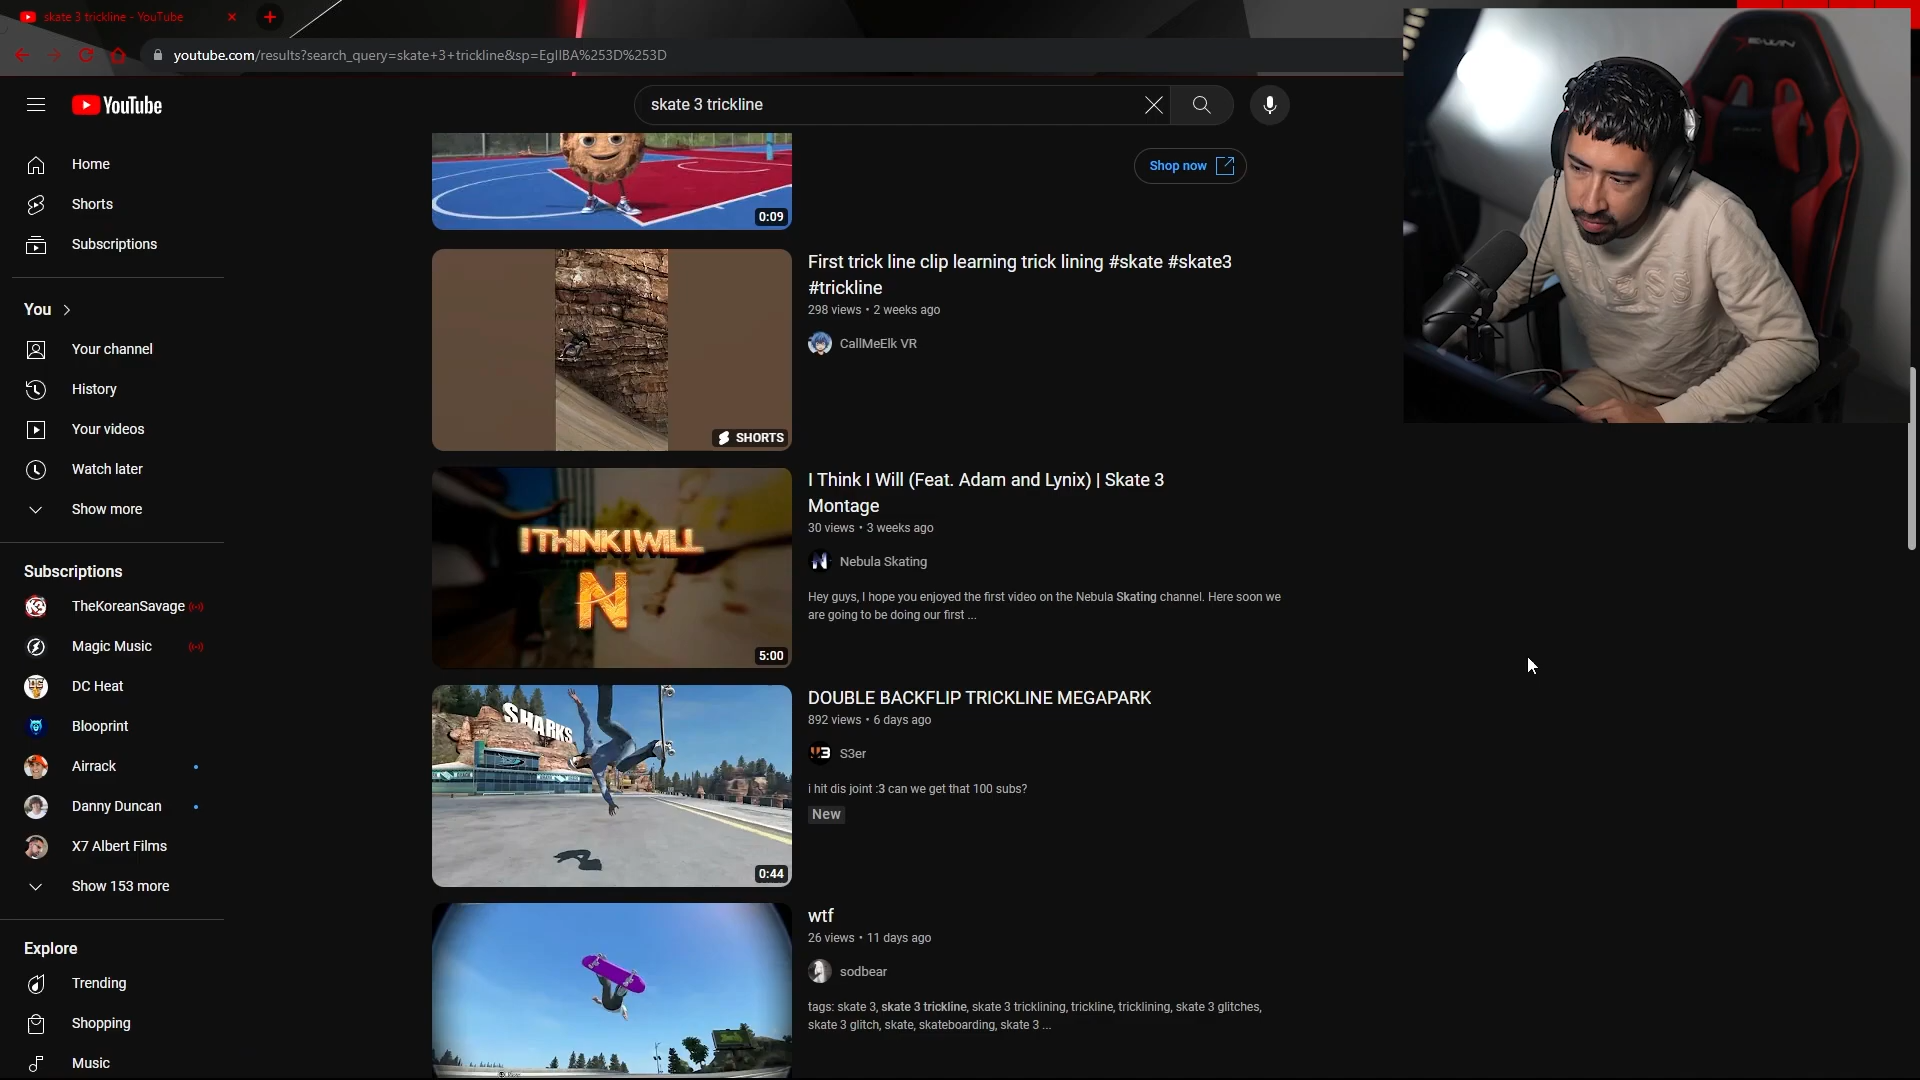 skate 3 trickline - YouTube
youtube.com/results?search_query=skate+3+trickline&sp=EgIIBA%253D%253D
YouTube
skate 3 trickline
Home
Shorts
Subscriptions
You
Your channel
History
Your videos
Watch later
Show more
Subscriptions
TheKoreanSavage
Magic Music
DC Heat
Blooprint
Airrack
Danny Duncan
X7 Albert Films
Show 153 more
Explore
Trending
Shopping
Music
0:09
Shop now
SHORTS
First trick line clip learning trick lining #skate #skate3
#trickline
298 views • 2 weeks ago
CallMeElk VR
I THINK I WILL
N
5:00
I Think I Will (Feat. Adam and Lynix) | Skate 3
Montage
30 views • 3 weeks ago
Nebula Skating
Hey guys, I hope you enjoyed the first video on the Nebula Skating channel. Here soon we
are going to be doing our first ...
SHARKS
0:44
DOUBLE BACKFLIP TRICKLINE MEGAPARK
892 views • 6 days ago
S3er
i hit dis joint :3 can we get that 100 subs?
New
wtf
26 views • 11 days ago
sodbear
tags: skate 3, skate 3 trickline, skate 3 tricklining, trickline, tricklining, skate 3 glitches,
skate 3 glitch, skate, skateboarding, skate 3 ...